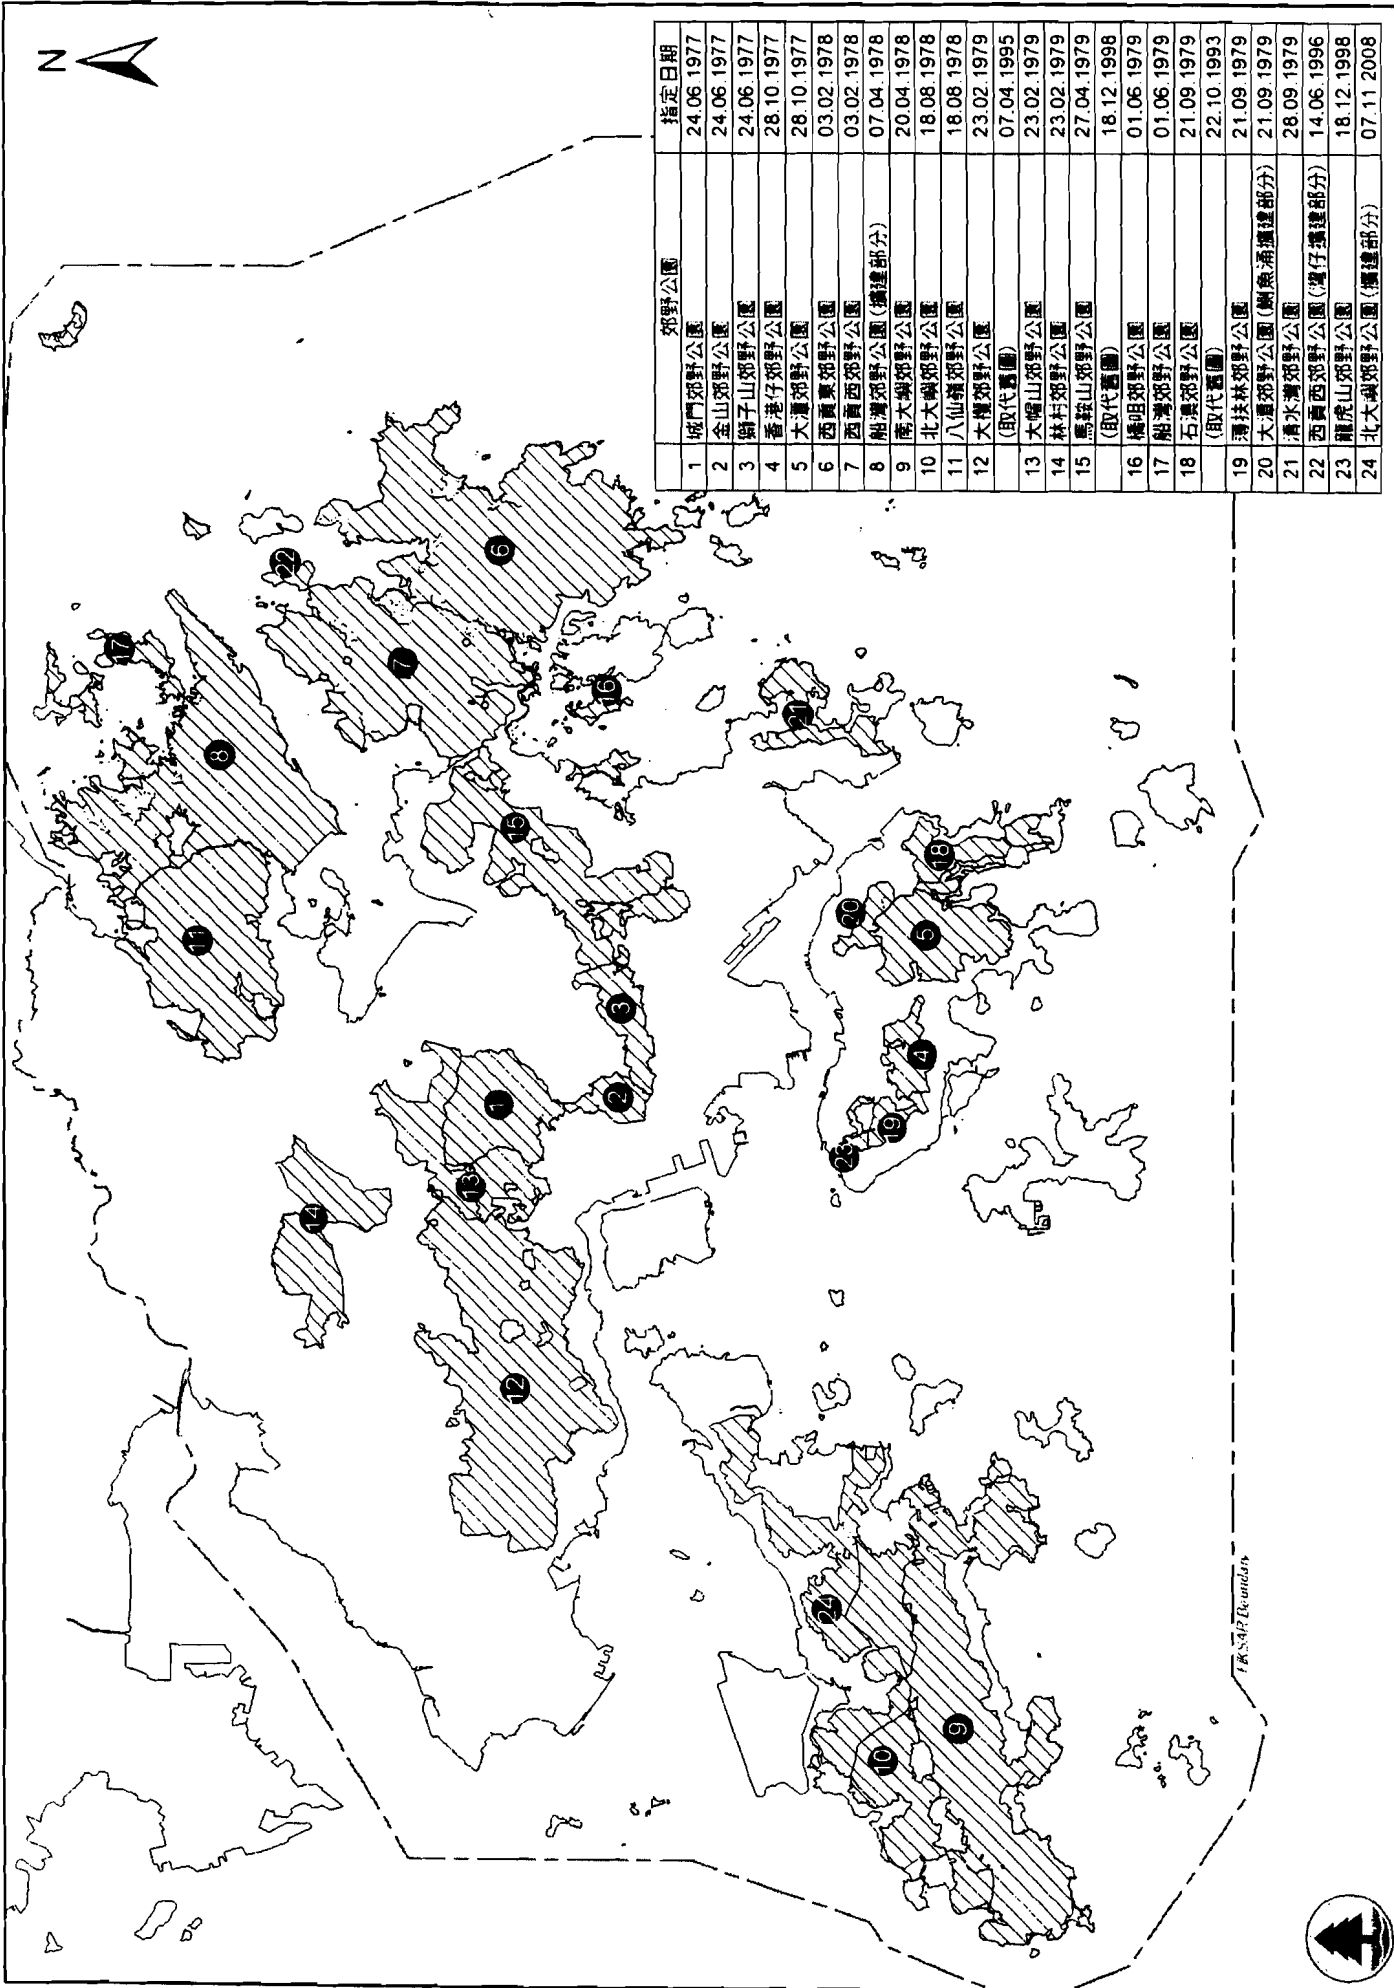 N
郊野公園 指定日期
1 城門郊野公園 24.06.1977
2 金山郊野公園 24.06.1977
3 獅子山郊野公園 24.06.1977
4 香港仔郊野公園 28.10.1977
5 大潭郊野公園 28.10.1977
6 西貢東郊野公園 03.02.1978
7 西貢西郊野公園 03.02.1978
8 船灣郊野公園(擴建部分) 07.04.1978
9 南大嶼郊野公園 20.04.1978
10 北大嶼郊野公園 18.08.1978
11 八仙嶺郊野公園 18.08.1978
12 大欖郊野公園 23.02.1979
(取代舊圖) 07.04.1995
13 大帽山郊野公園 23.02.1979
14 林村郊野公園 23.02.1979
15 馬鞍山郊野公園 27.04.1979
(取代舊圖) 18.12.1998
16 橋咀郊野公園 01.06.1979
17 船灣郊野公園 01.06.1979
18 石澳郊野公園 21.09.1979
(取代舊圖) 22.10.1993
19 薄扶林郊野公園 21.09.1979
20 大潭郊野公園(鰂魚涌擴建部分) 21.09.1979
21 清水灣郊野公園 28.09.1979
22 西貢西郊野公園(灣仔擴建部分) 14.06.1996
23 龍虎山郊野公園 18.12.1998
24 北大嶼郊野公園(擴建部分) 07.11.2008
17
22
8
11
7
6
14
15
16
13
1
3
2
12
21
20
18
5
23
19
4
24
10
9
HKSAR Boundary